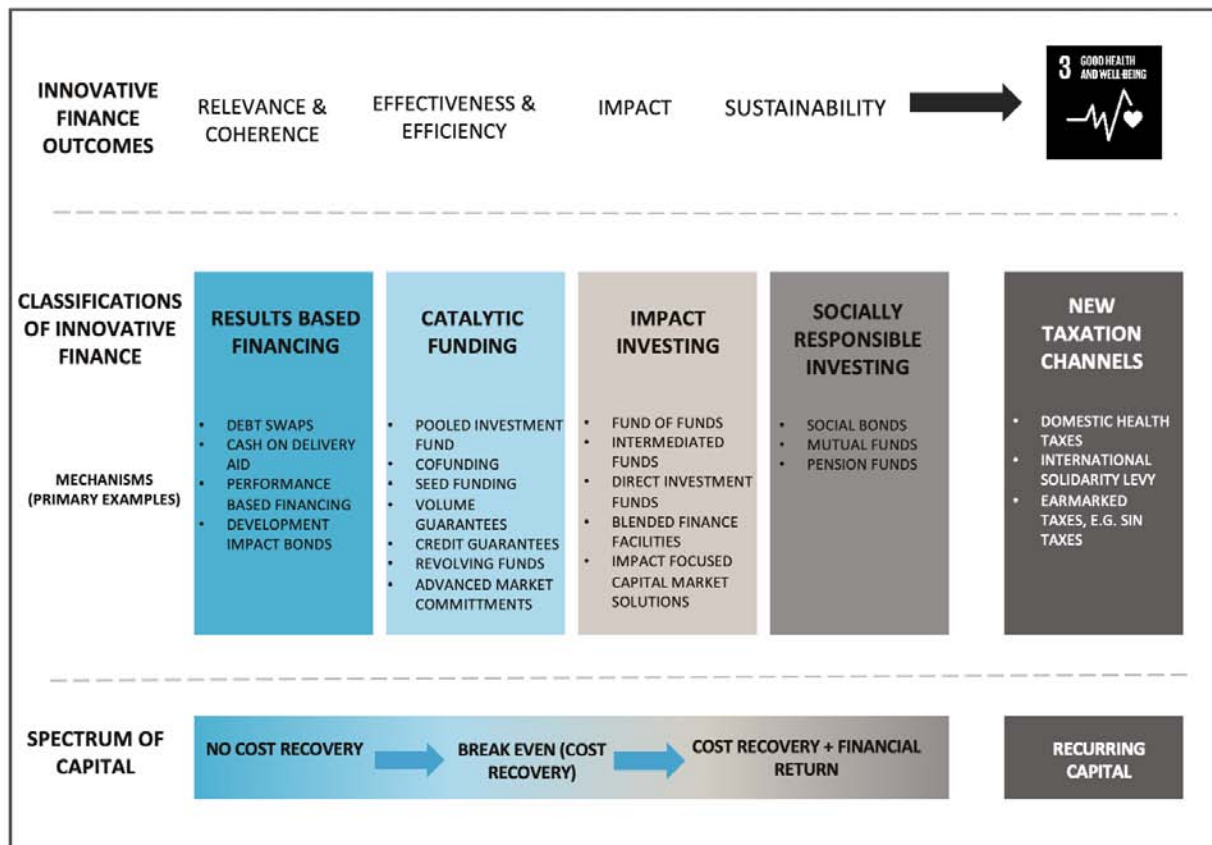 INNOVATIVE
FINANCE
OUTCOMES
RELEVANCE &
COHERENCE
EFFECTIVENESS &
EFFICIENCY
IMPACT
SUSTAINABILITY
3 GOOD HEALTH
AND WELL-BEING
CLASSIFICATIONS
OF INNOVATIVE
FINANCE
MECHANISMS
(PRIMARY EXAMPLES)
RESULTS BASED
FINANCING
• DEBT SWAPS
• CASH ON DELIVERY
AID
• PERFORMANCE
BASED FINANCING
• DEVELOPMENT
IMPACT BONDS
CATALYTIC
FUNDING
• POOLED INVESTMENT
FUND
• COFUNDING
• SEED FUNDING
• VOLUME
GUARANTEES
• CREDIT GUARANTEES
• REVOLVING FUNDS
• ADVANCED MARKET
COMMITTMENTS
IMPACT
INVESTING
• FUND OF FUNDS
• INTERMEDIATED
FUNDS
• DIRECT INVESTMENT
FUNDS
• BLENDED FINANCE
FACILITIES
• IMPACT FOCUSED
CAPITAL MARKET
SOLUTIONS
SOCIALLY
RESPONSIBLE
INVESTING
• SOCIAL BONDS
• MUTUAL FUNDS
• PENSION FUNDS
NEW
TAXATION
CHANNELS
• DOMESTIC HEALTH
TAXES
• INTERNATIONAL
SOLIDARITY LEVY
• EARMARKED
TAXES, E.G. SIN
TAXES
SPECTRUM OF
CAPITAL
NO COST RECOVERY
BREAK EVEN (COST
RECOVERY)
COST RECOVERY + FINANCIAL
RETURN
RECURRING
CAPITAL